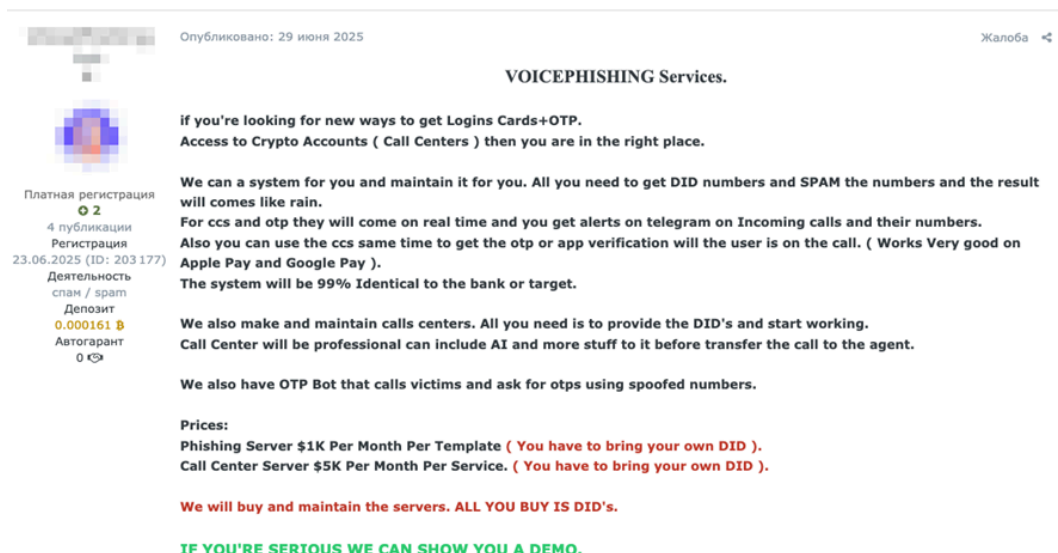 Опубликовано: 29 июня 2025
Жалоба
VOICEPHISHING Services.
if you're looking for new ways to get Logins Cards+OTP.
Access to Crypto Accounts ( Call Centers ) then you are in the right place.
We can a system for you and maintain it for you. All you need to get DID numbers and SPAM the numbers and the result
will comes like rain.
For ccs and otp they will come on real time and you get alerts on telegram on Incoming calls and their numbers.
Also you can use the ccs same time to get the otp or app verification will the user is on the call. ( Works Very good on
Apple Pay and Google Pay ).
The system will be 99% Identical to the bank or target.
We also make and maintain calls centers. All you need is to provide the DID's and start working.
Call Center will be professional can include AI and more stuff to it before transfer the call to the agent.
We also have OTP Bot that calls victims and ask for otps using spoofed numbers.
Prices:
Phishing Server $1K Per Month Per Template ( You have to bring your own DID ).
Call Center Server $5K Per Month Per Service. ( You have to bring your own DID ).
We will buy and maintain the servers. ALL YOU BUY IS DID's.
IF YOU'RE SERIOUS WE CAN SHOW YOU A DEMO.
Платная регистрация
2
4 публикации
Регистрация
23.06.2025 (ID: 203 177)
Деятельность
спам / spam
Депозит
0.000161 ₿
Автогарант
0